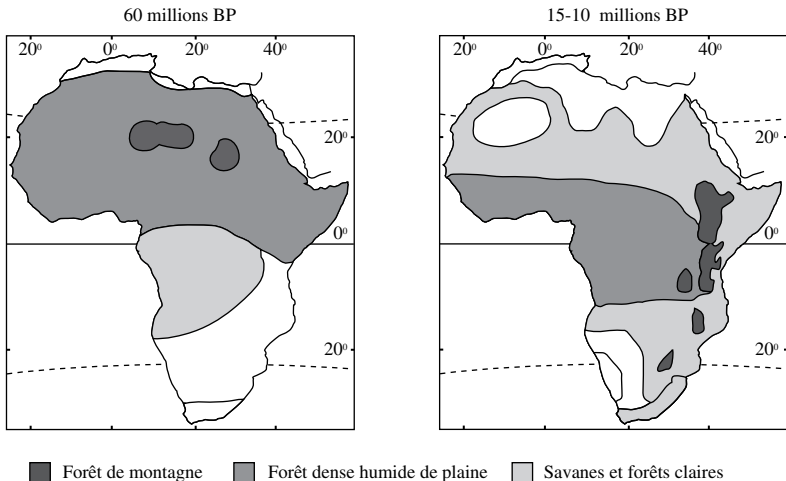 60 millions BP
15-10 millions BP
20⁰ 0⁰ 20⁰ 40⁰
20⁰ 0⁰ 20⁰ 40⁰
20⁰
20⁰
0⁰
0⁰
20⁰
20⁰
Forêt de montagne
Forêt dense humide de plaine
Savanes et forêts claires